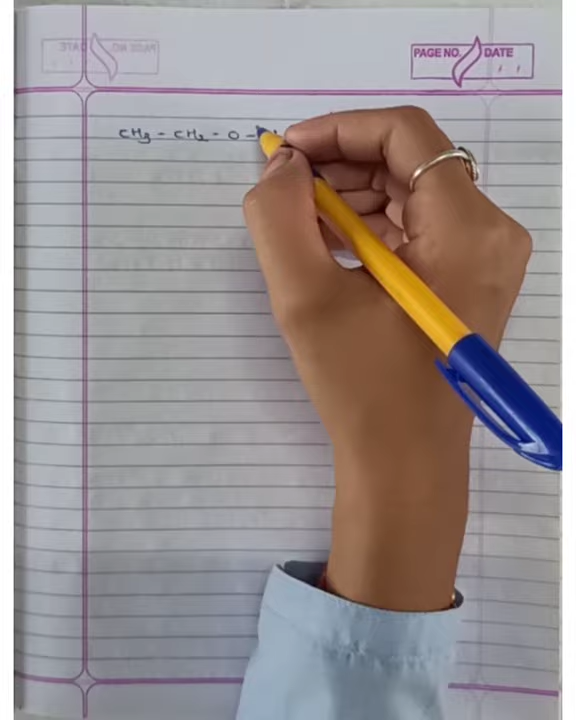 PAGE NO. DATE
CH₃ - CH₂ - O -